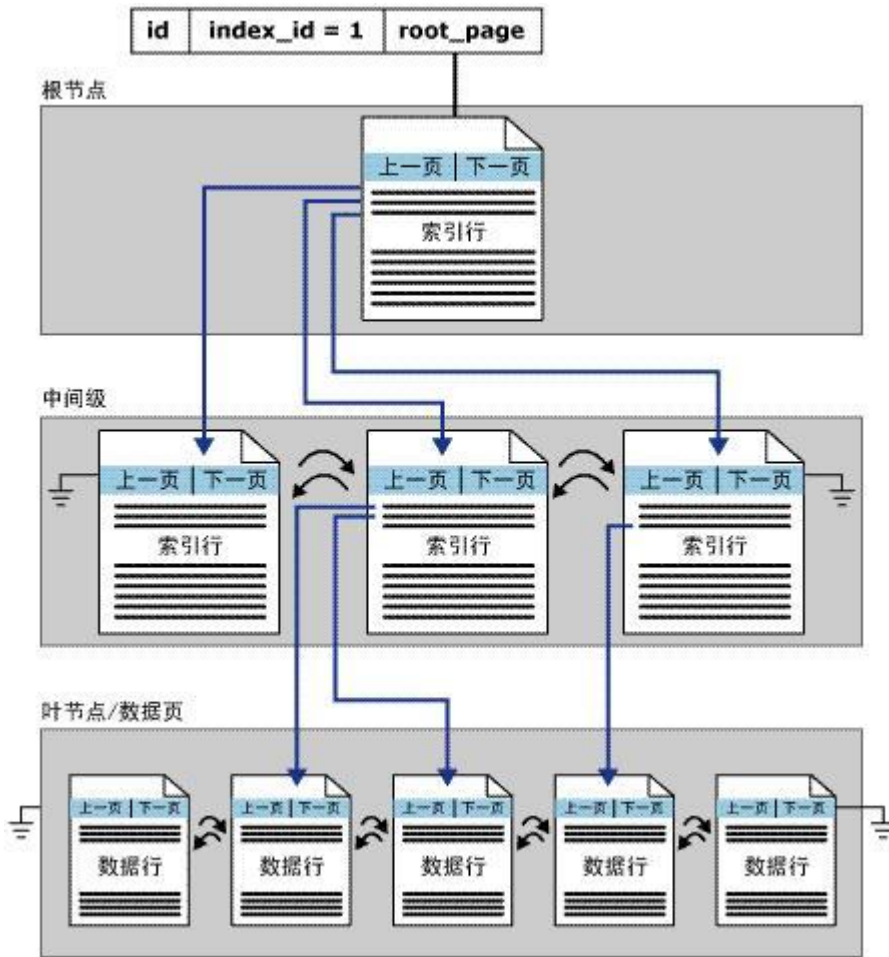 id index_id = 1 root_page
根节点
上一页 下一页
索引行
中间级
上一页 下一页 上一页 下一页 上一页 下一页
索引行 索引行 索引行
叶节点/数据页
上一页 下一页 上一页 下一页 上一页 下一页 上一页 下一页 上一页 下一页
数据行 数据行 数据行 数据行 数据行